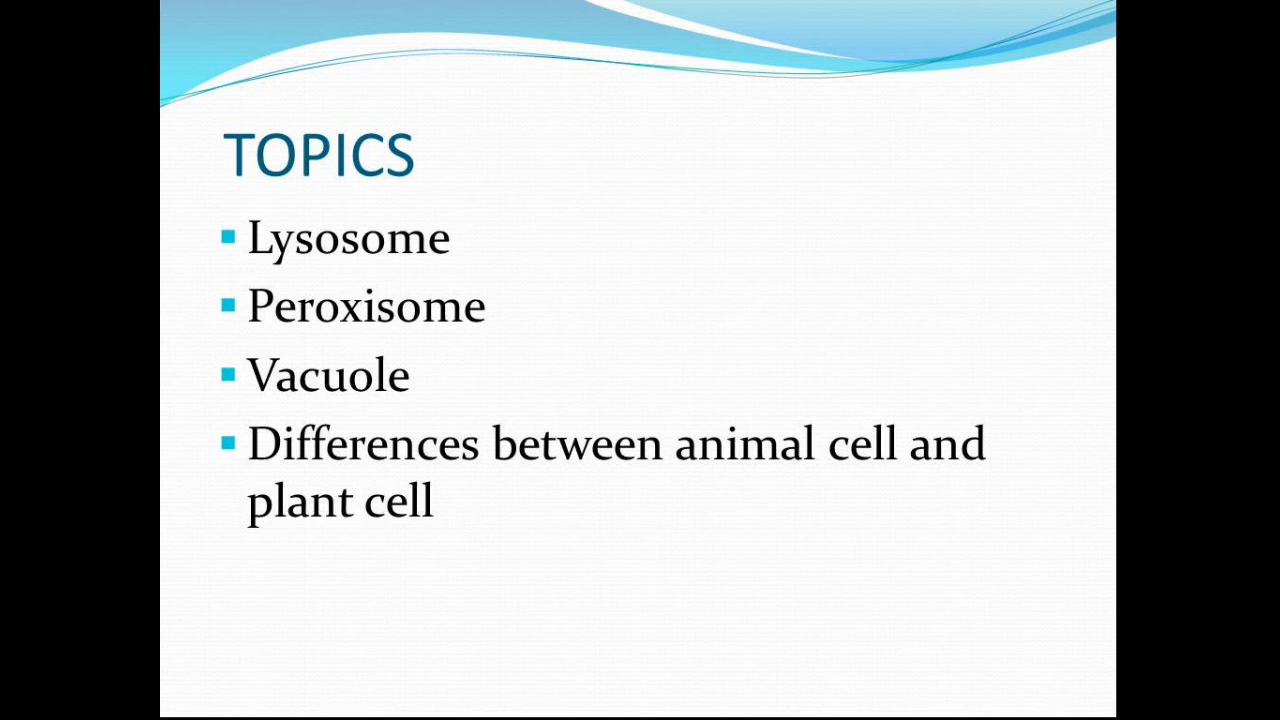 TOPICS
Lysosome
Peroxisome
Vacuole
Differences between animal cell and
plant cell